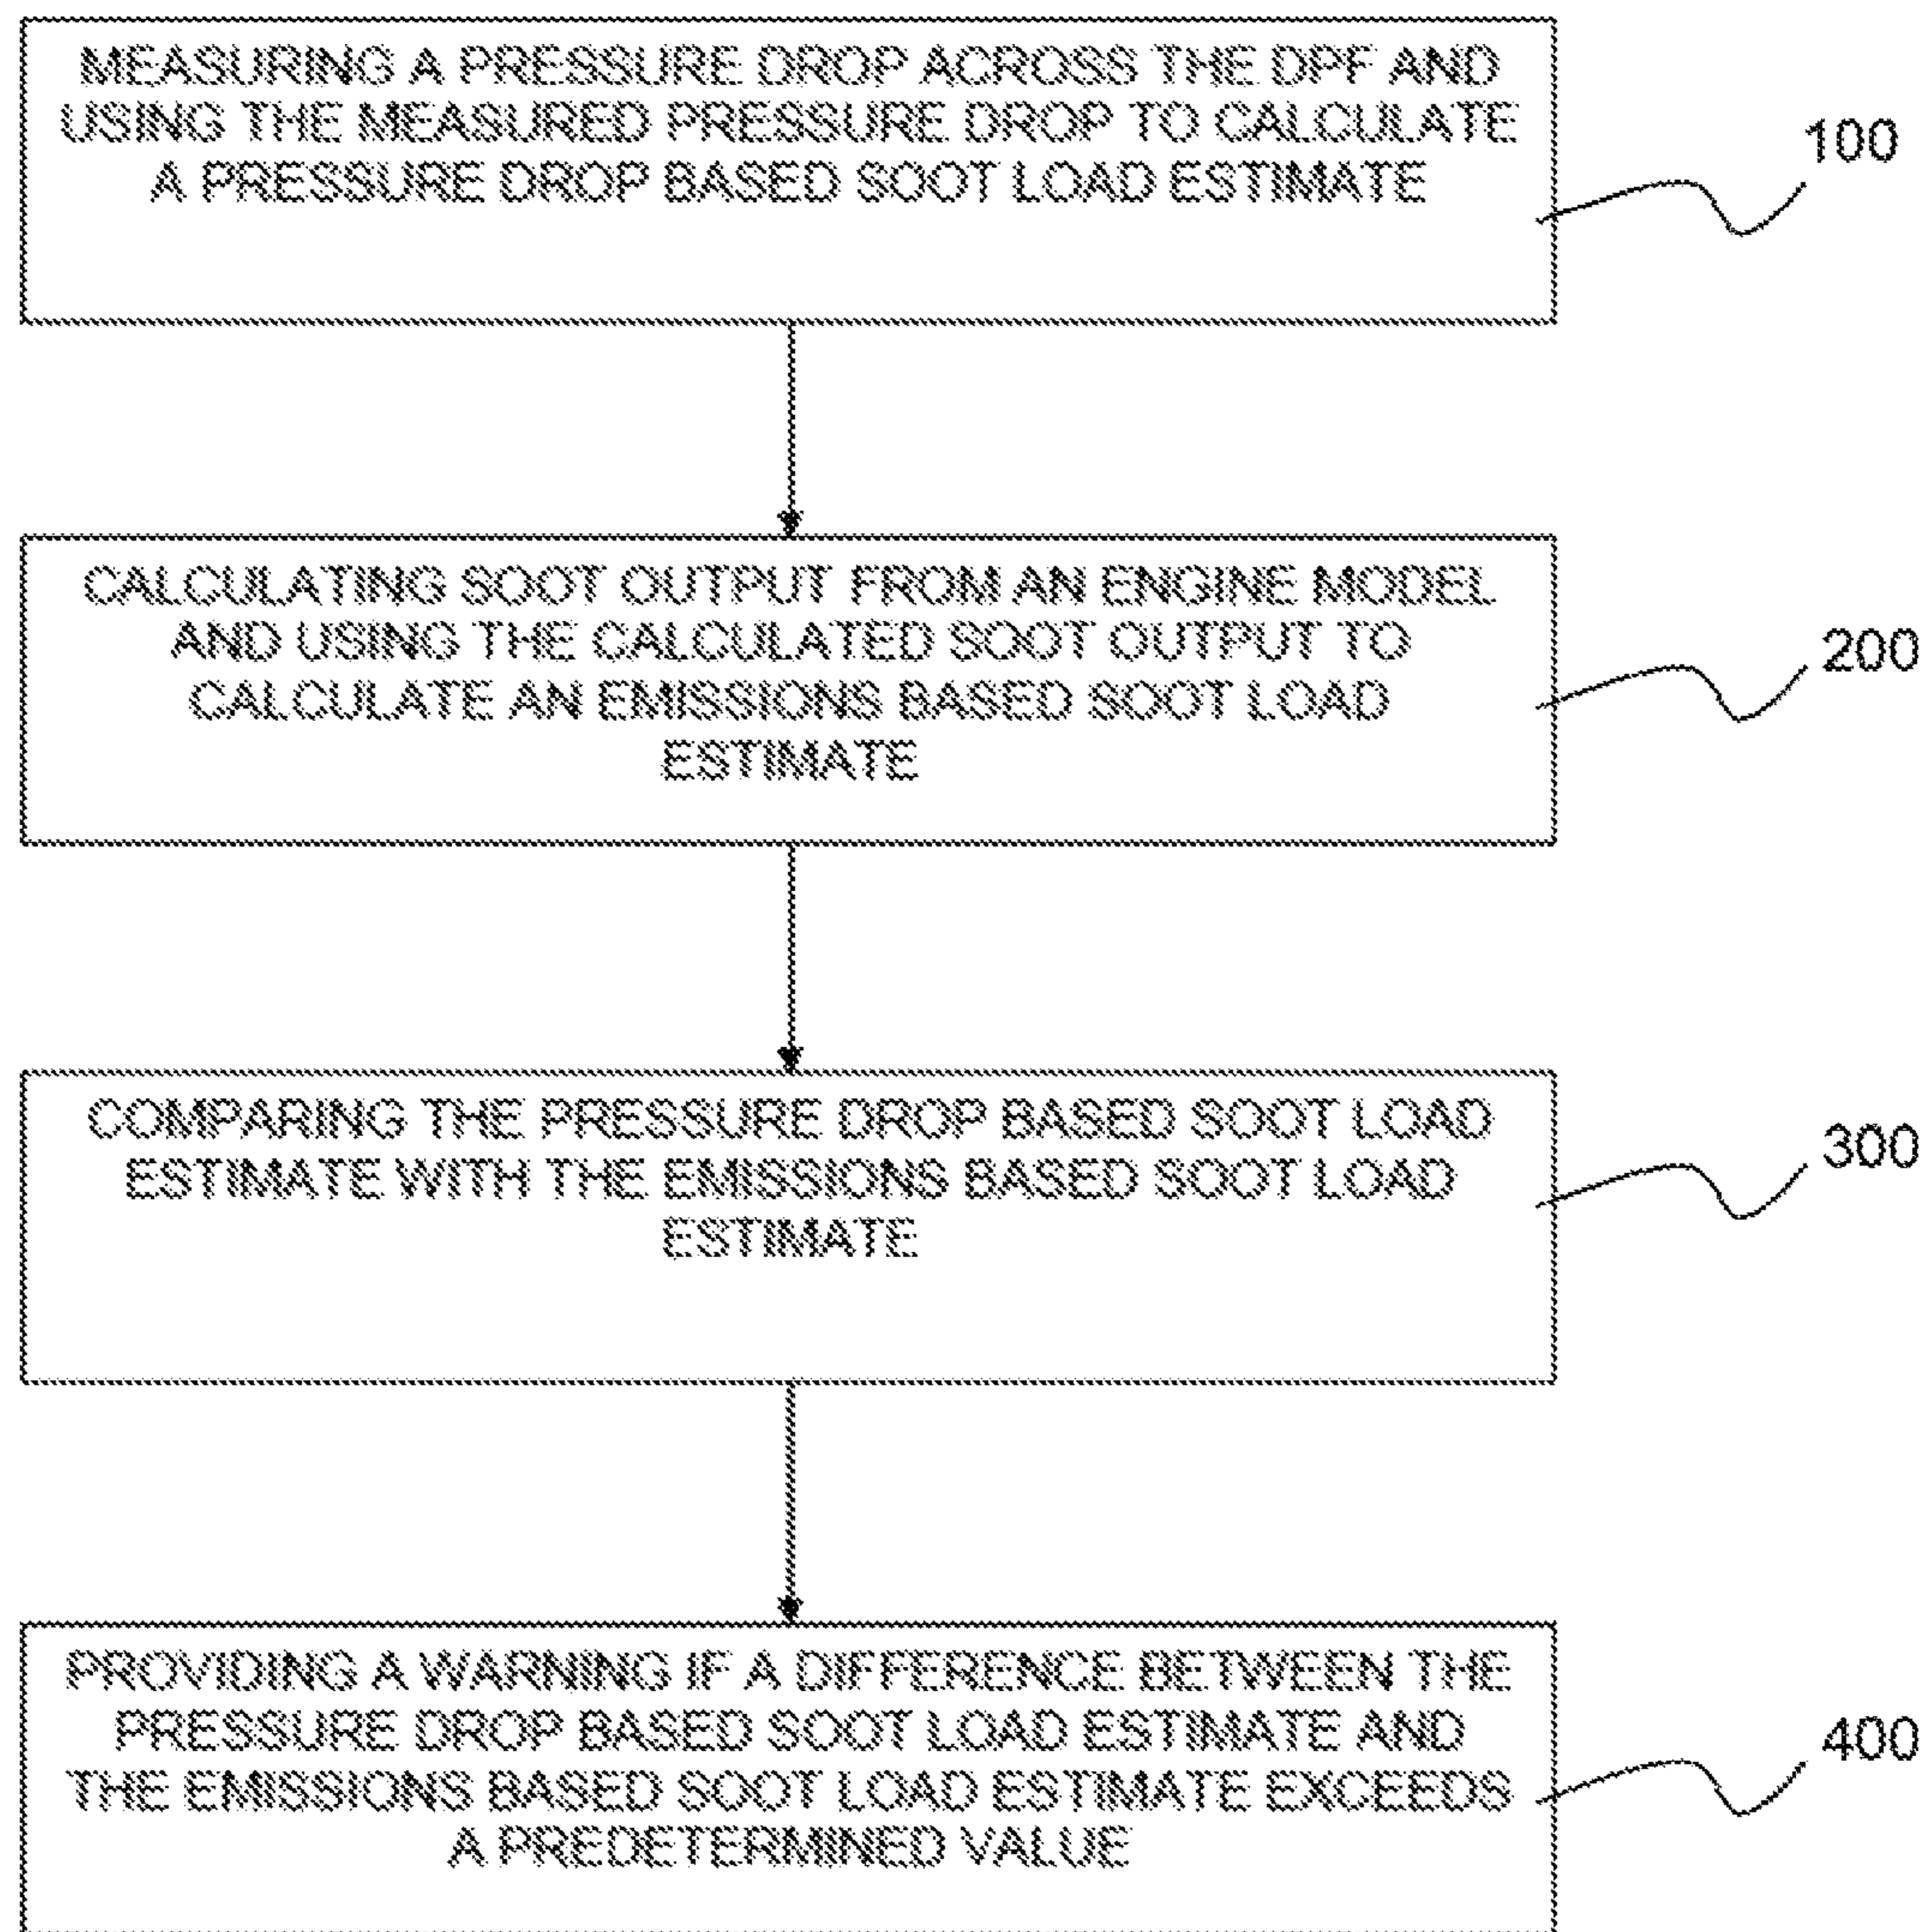 MEASURING A PRESSURE DROP ACROSS THE DPF AND
USING THE MEASURED PRESSURE DROP TO CALCULATE
A PRESSURE DROP BASED SOOT LOAD ESTIMATE
100
CALCULATING SOOT OUTPUT FROM AN ENGINE MODEL
AND USING THE CALCULATED SOOT OUTPUT TO
CALCULATE AN EMISSIONS BASED SOOT LOAD
ESTIMATE
200
COMPARING THE PRESSURE DROP BASED SOOT LOAD
ESTIMATE WITH THE EMISSIONS BASED SOOT LOAD
ESTIMATE
300
PROVIDING A WARNING IF A DIFFERENCE BETWEEN THE
PRESSURE DROP BASED SOOT LOAD ESTIMATE AND
THE EMISSIONS BASED SOOT LOAD ESTIMATE EXCEEDS
A PREDETERMINED VALUE
400